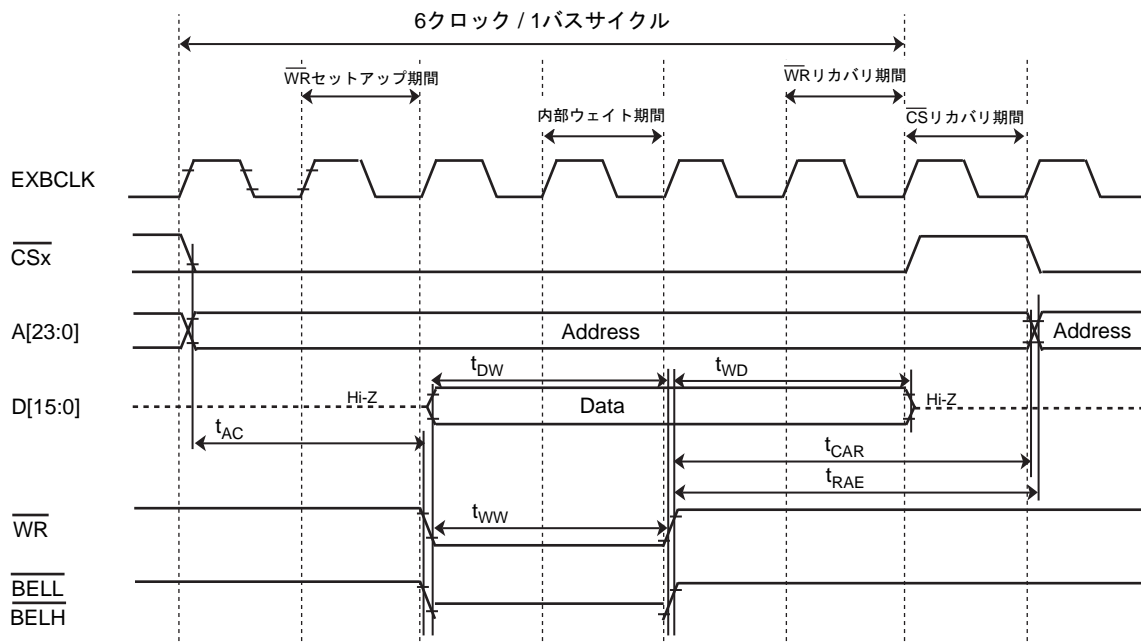 6クロック / 1バスサイクル
WRセットアップ期間
WRリカバリ期間
内部ウェイト期間
CSリカバリ期間
EXBCLK
CSx
A[23:0]
Address
Address
tDW
tWD
D[15:0]
Hi-Z
Data
Hi-Z
tAC
tCAR
tRAE
WR
tWW
BELL
BELH